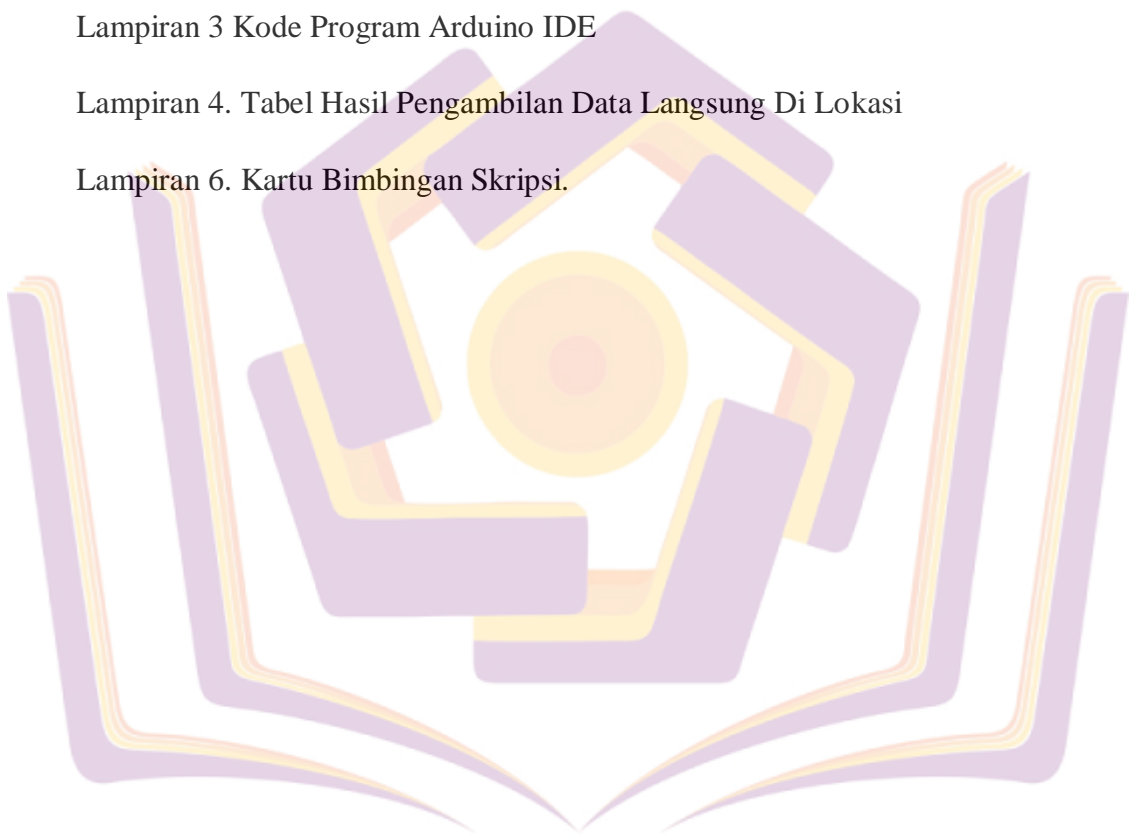 Lampiran 3 Kode Program Arduino IDE
Lampiran 4. Tabel Hasil Pengambilan Data Langsung Di Lokasi
Lampiran 6. Kartu Bimbingan Skripsi.